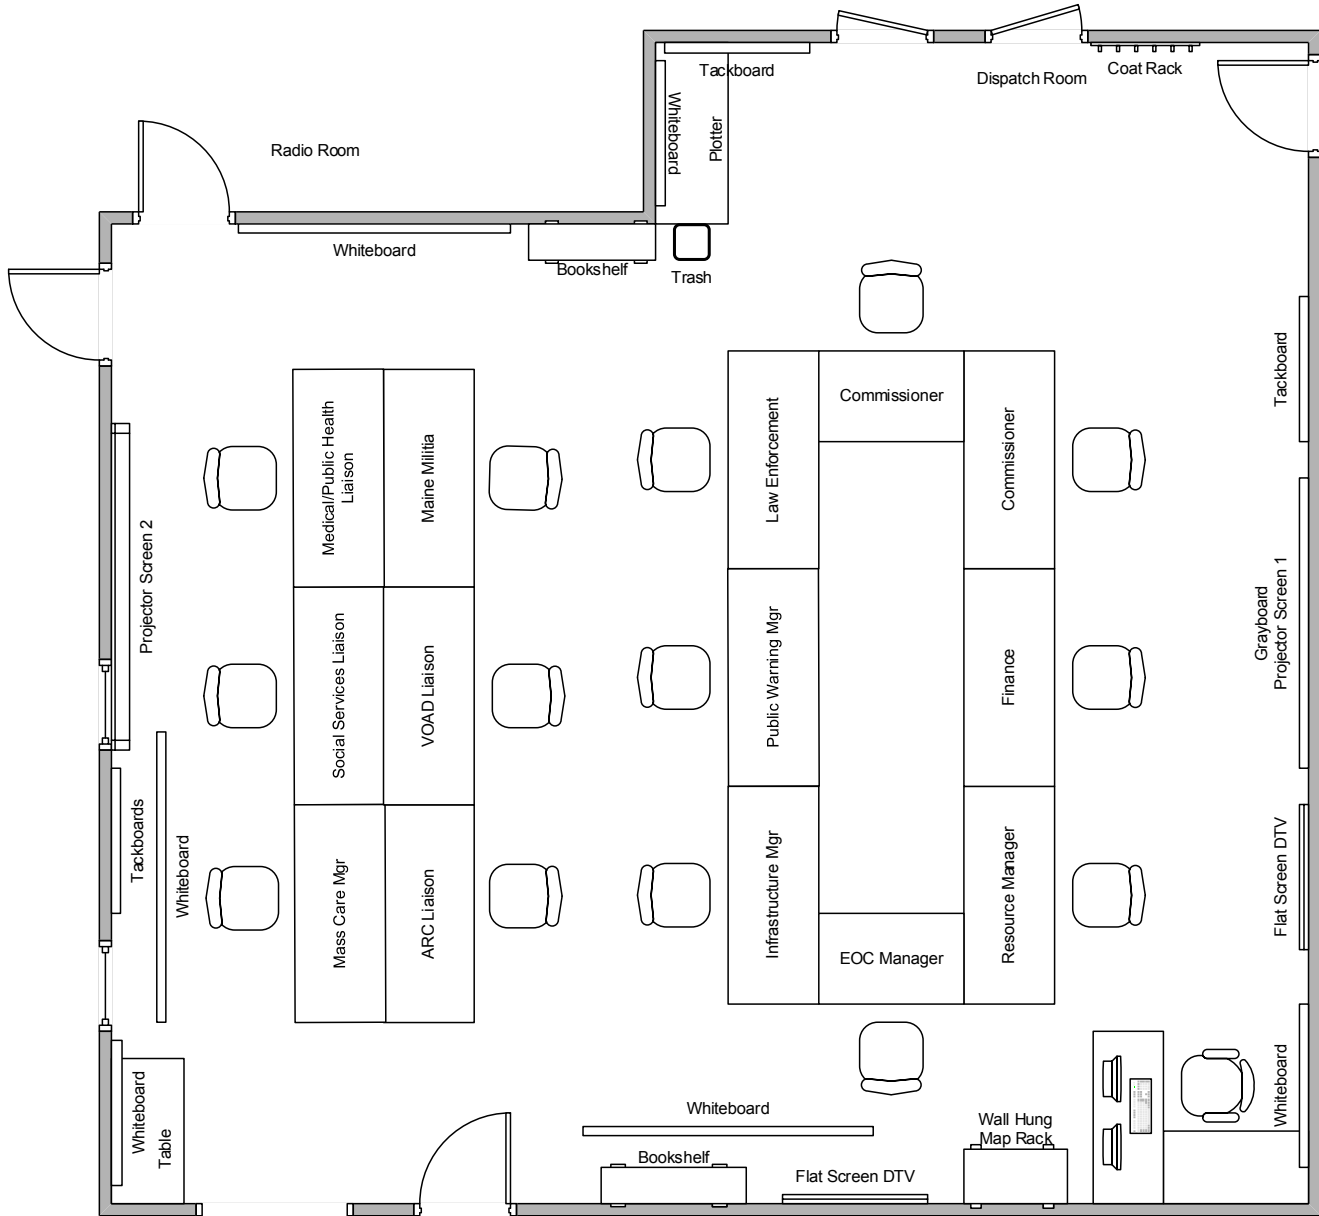 Tackboard
Dispatch Room
Coat Rack
Whiteboard
Plotter
Radio Room
Whiteboard
Bookshelf
Trash
Tackboard
Commissioner
Law Enforcement
Commissioner
Medical/Public Health
Liaison
Maine Militia
Projector Screen 2
Grayboard
Projector Screen 1
Social Services Liaison
VOAD Liaison
Public Warning Mgr
Finance
Tackboards
Whiteboard
Mass Care Mgr
ARC Liaison
Infrastructure Mgr
EOC Manager
Resource Manager
Flat Screen DTV
Whiteboard
Table
Whiteboard
Bookshelf
Flat Screen DTV
Wall Hung
Map Rack
Whiteboard